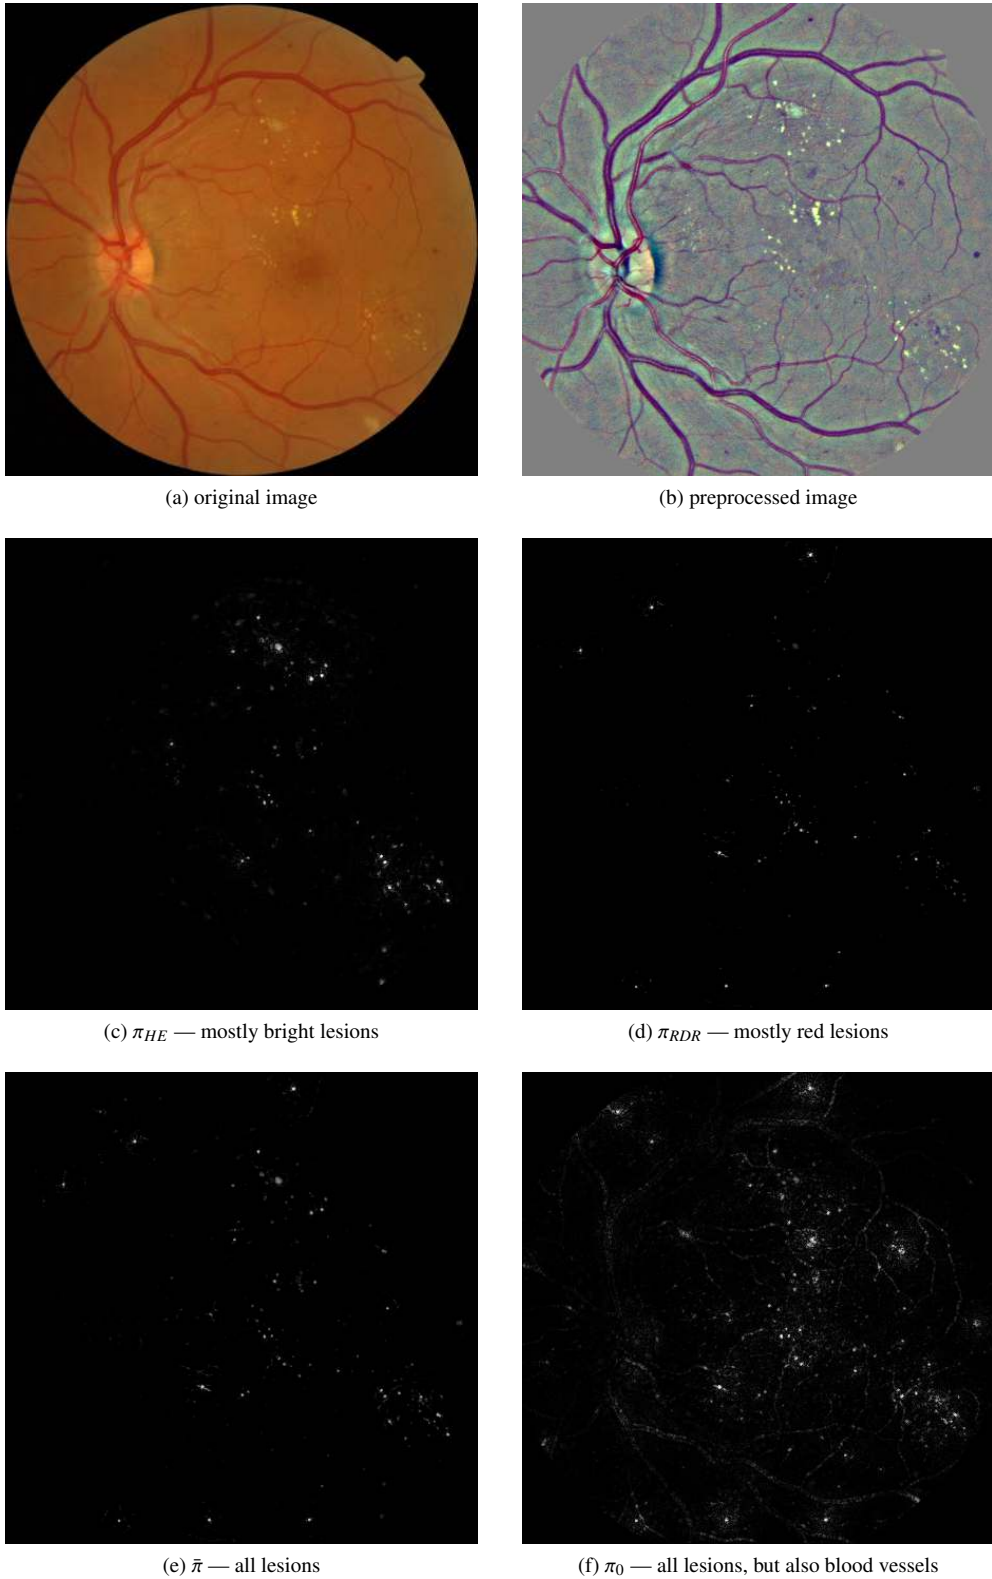 (a) original image
(b) preprocessed image
(c) π_HE — mostly bright lesions
(d) π_RDR — mostly red lesions
(e) π̄ — all lesions
(f) π₀ — all lesions, but also blood vessels